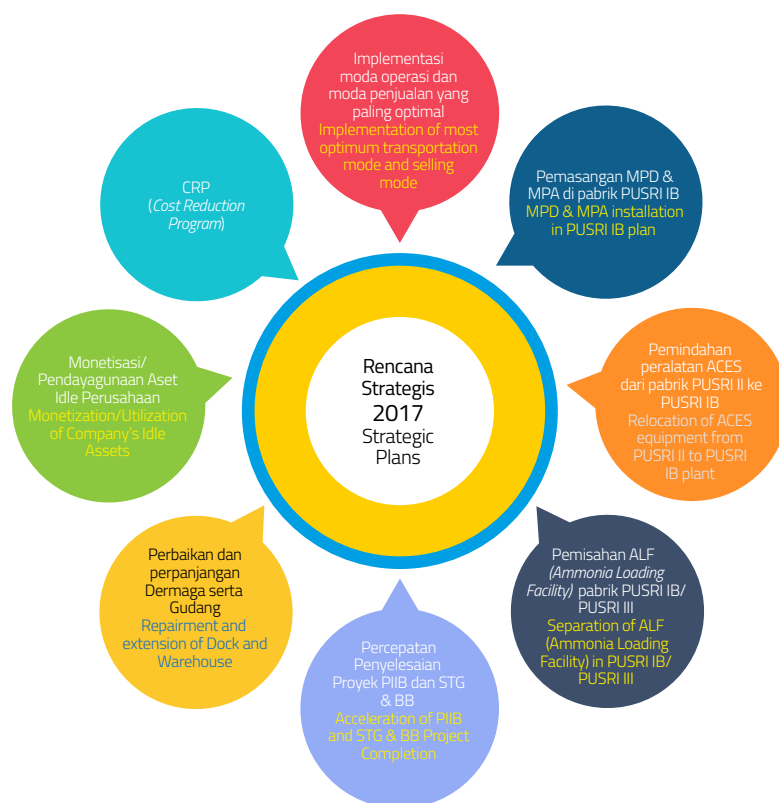 Implementasi
moda operasi dan
moda penjualan yang
paling optimal
Implementation of most
optimum transportation
mode and selling
mode
Pemasangan MPD &
MPA di pabrik PUSRI IB
MPD & MPA installation
in PUSRI IB plan
Pemindahan
peralatan ACES
dari pabrik PUSRI II ke
PUSRI IB
Relocation of ACES
equipment from
PUSRI II to PUSRI
IB plant
Pemisahan ALF
(Ammonia Loading
Facility) pabrik PUSRI IB/
PUSRI III
Separation of ALF
(Ammonia Loading
Facility) in PUSRI IB/
PUSRI III
Percepatan
Penyelesaian
Proyek PIIB dan STG
& BB
Acceleration of PIIB
and STG & BB Project
Completion
Perbaikan dan
perpanjangan
Dermaga serta
Gudang
Repairment and
extension of Dock and
Warehouse
Monetisasi/
Pendayagunaan Aset
Idle Perusahaan
Monetization/Utilization
of Company's Idle
Assets
CRP
(Cost Reduction
Program)
Rencana
Strategis
2017
Strategic
Plans